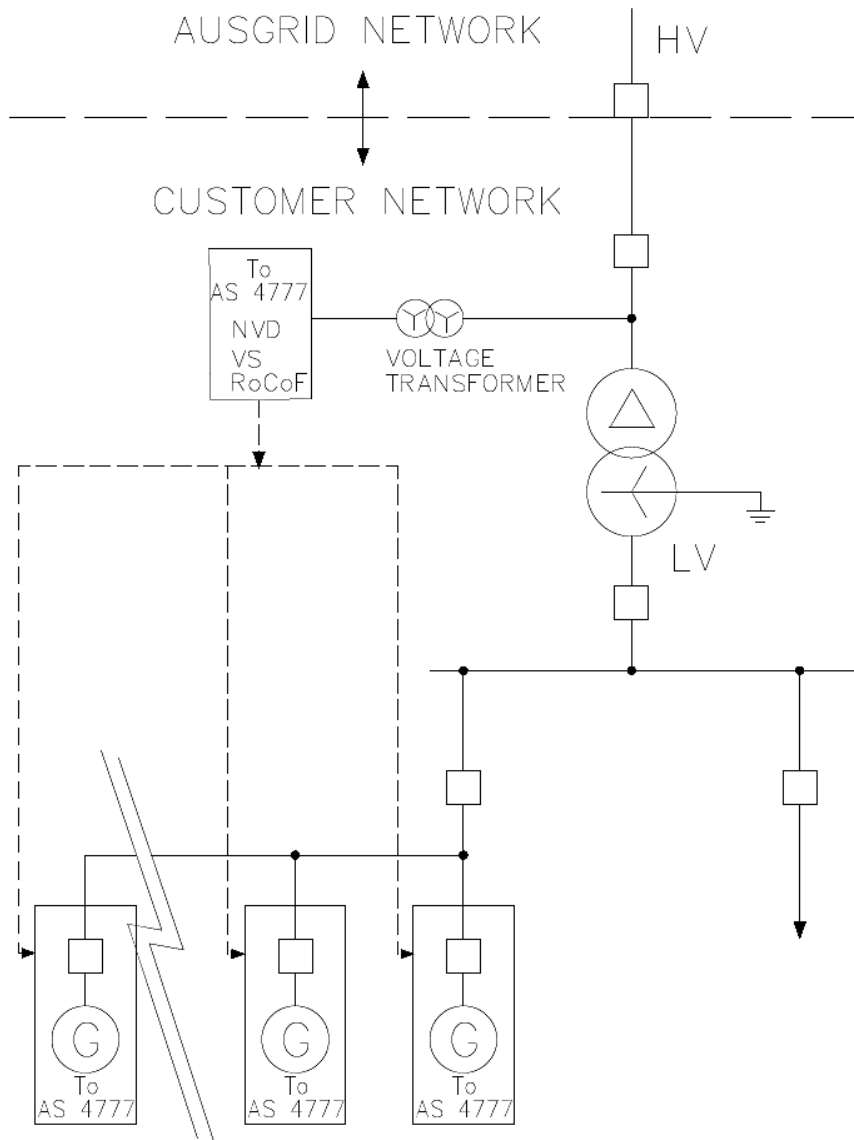 AUSGRID NETWORK
HV
CUSTOMER NETWORK
To
AS 4777
NVD
VS
RoCoF
VOLTAGE
TRANSFORMER
LV
G
To
AS 4777
G
To
AS 4777
G
To
AS 4777